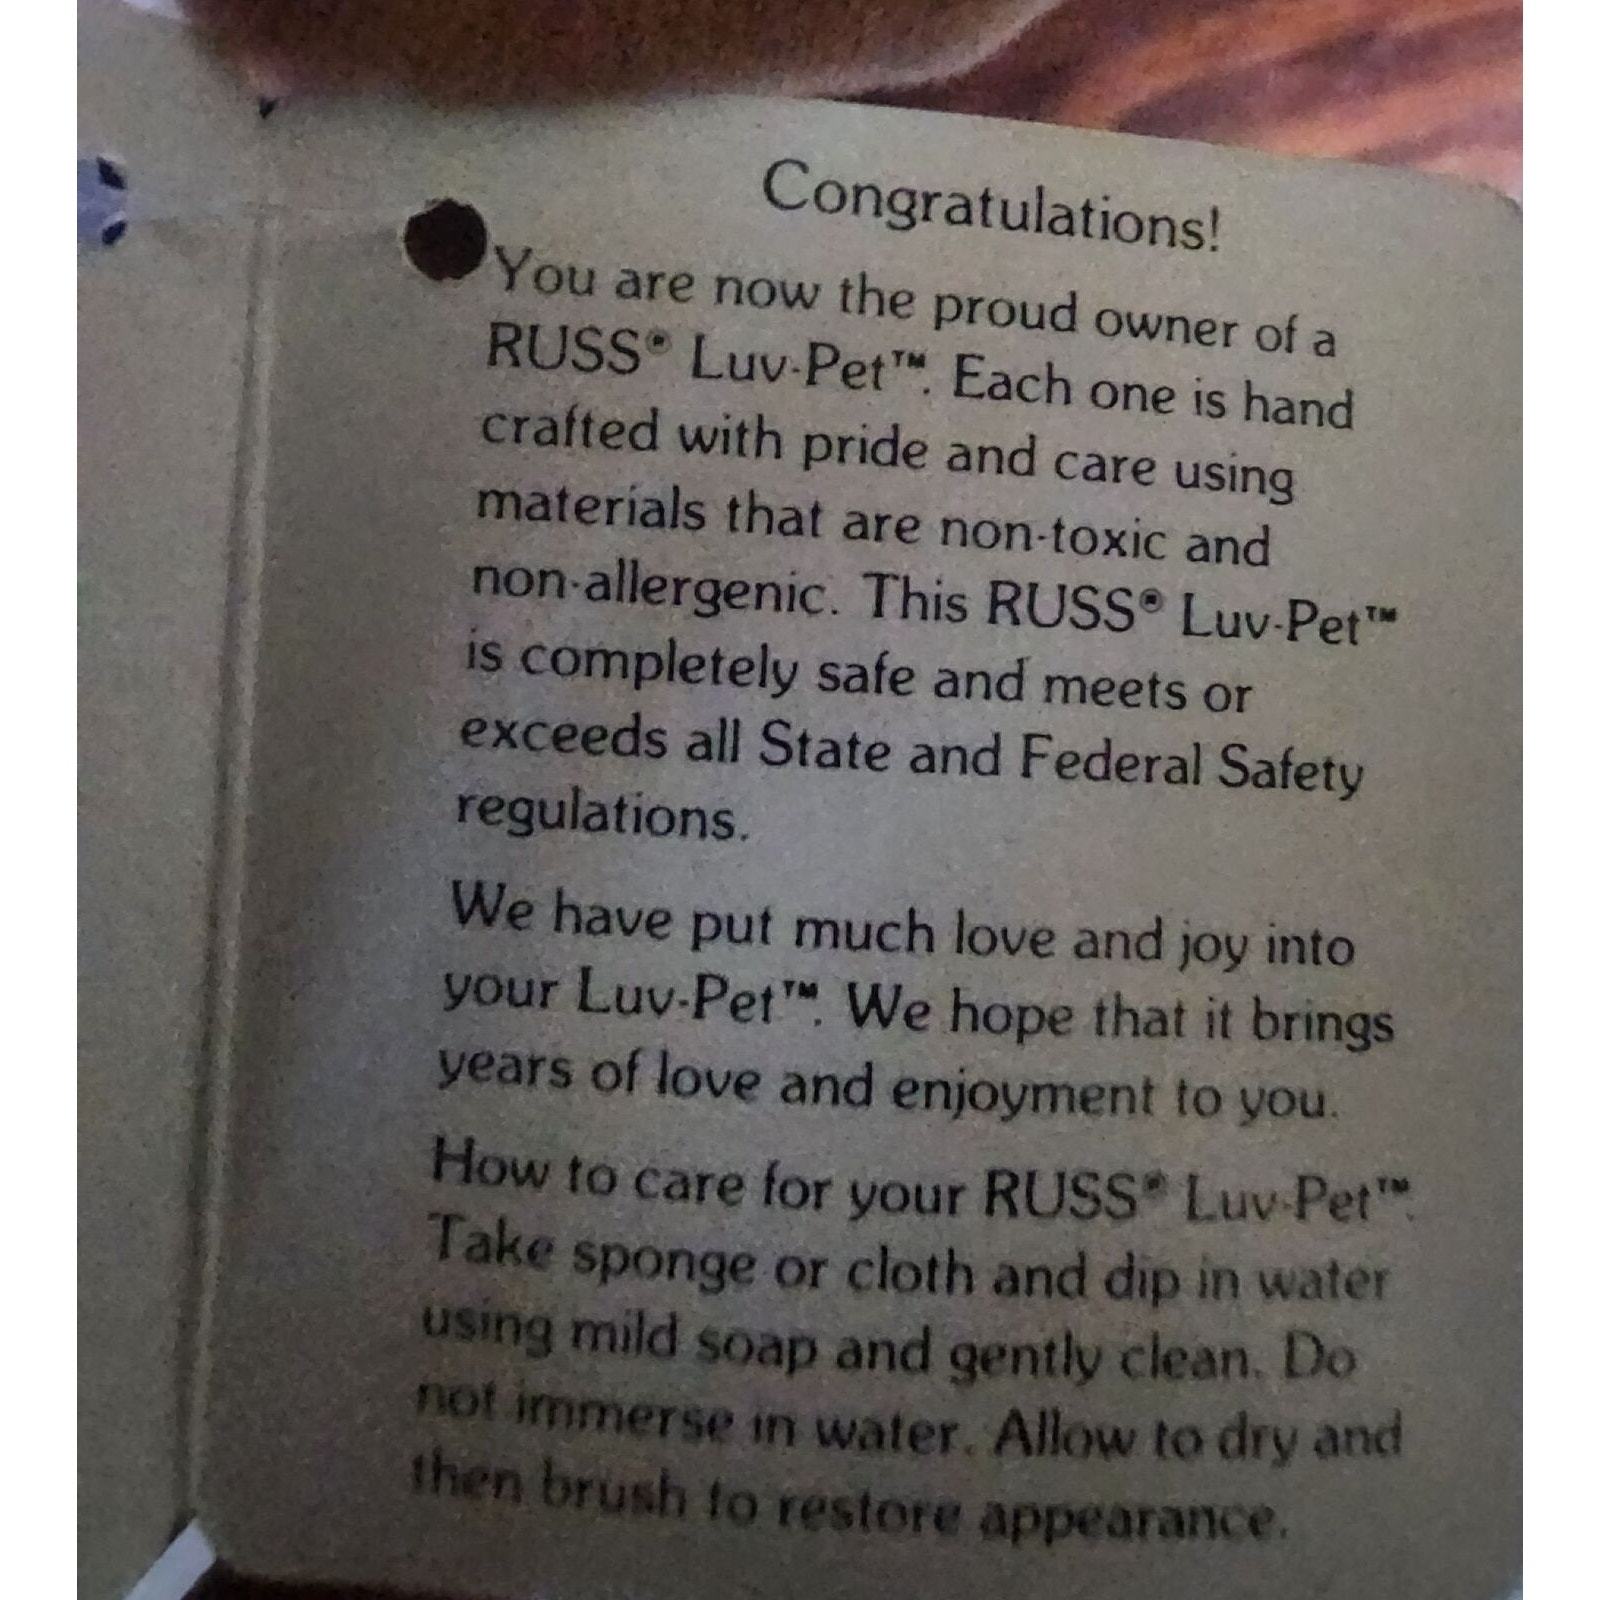 Congratulations!
You are now the proud owner of a
RUSS® Luv-Pet™. Each one is hand
crafted with pride and care using
materials that are non-toxic and
non-allergenic. This RUSS® Luv-Pet™
is completely safe and meets or
exceeds all State and Federal Safety
regulations.
We have put much love and joy into
your Luv-Pet™. We hope that it brings
years of love and enjoyment to you.
How to care for your RUSS® Luv-Pet™.
Take sponge or cloth and dip in water
using mild soap and gently clean. Do
not immerse in water. Allow to dry and
then brush to restore appearance.